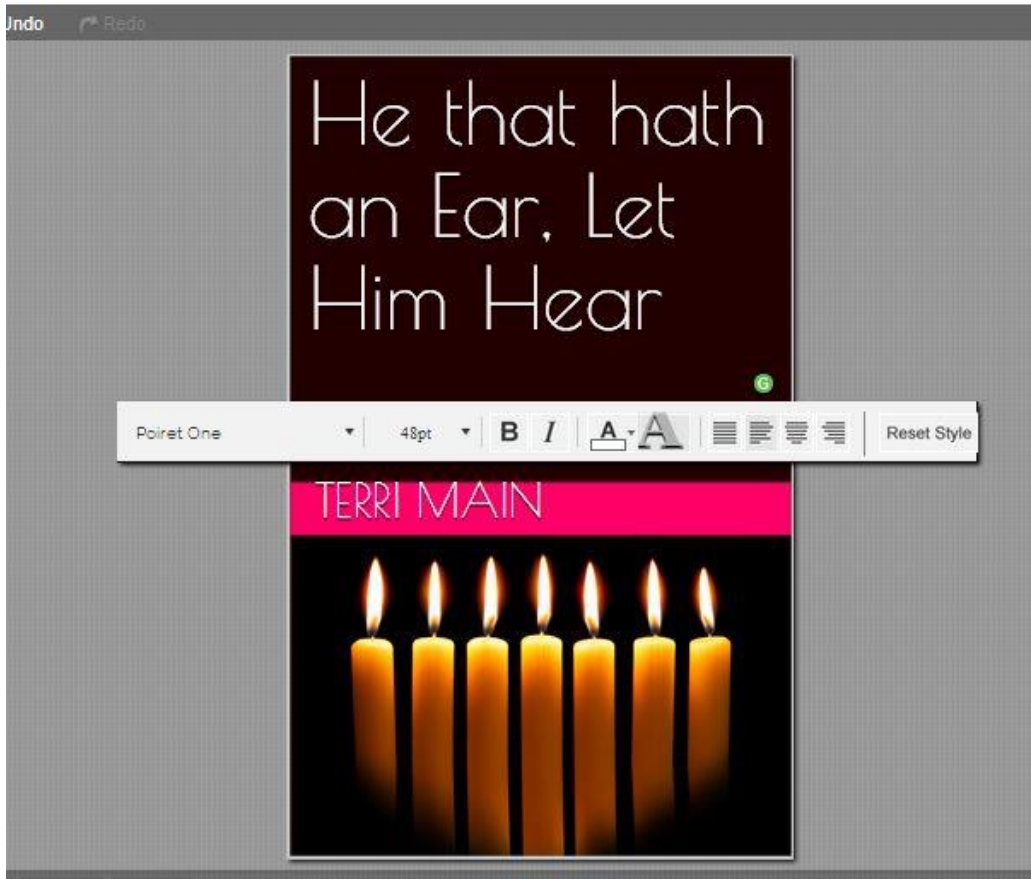 Undo Redo
He that hath
an Ear, Let
Him Hear
G
Poiret One 48pt B I A A Reset Style
TERRI MAIN